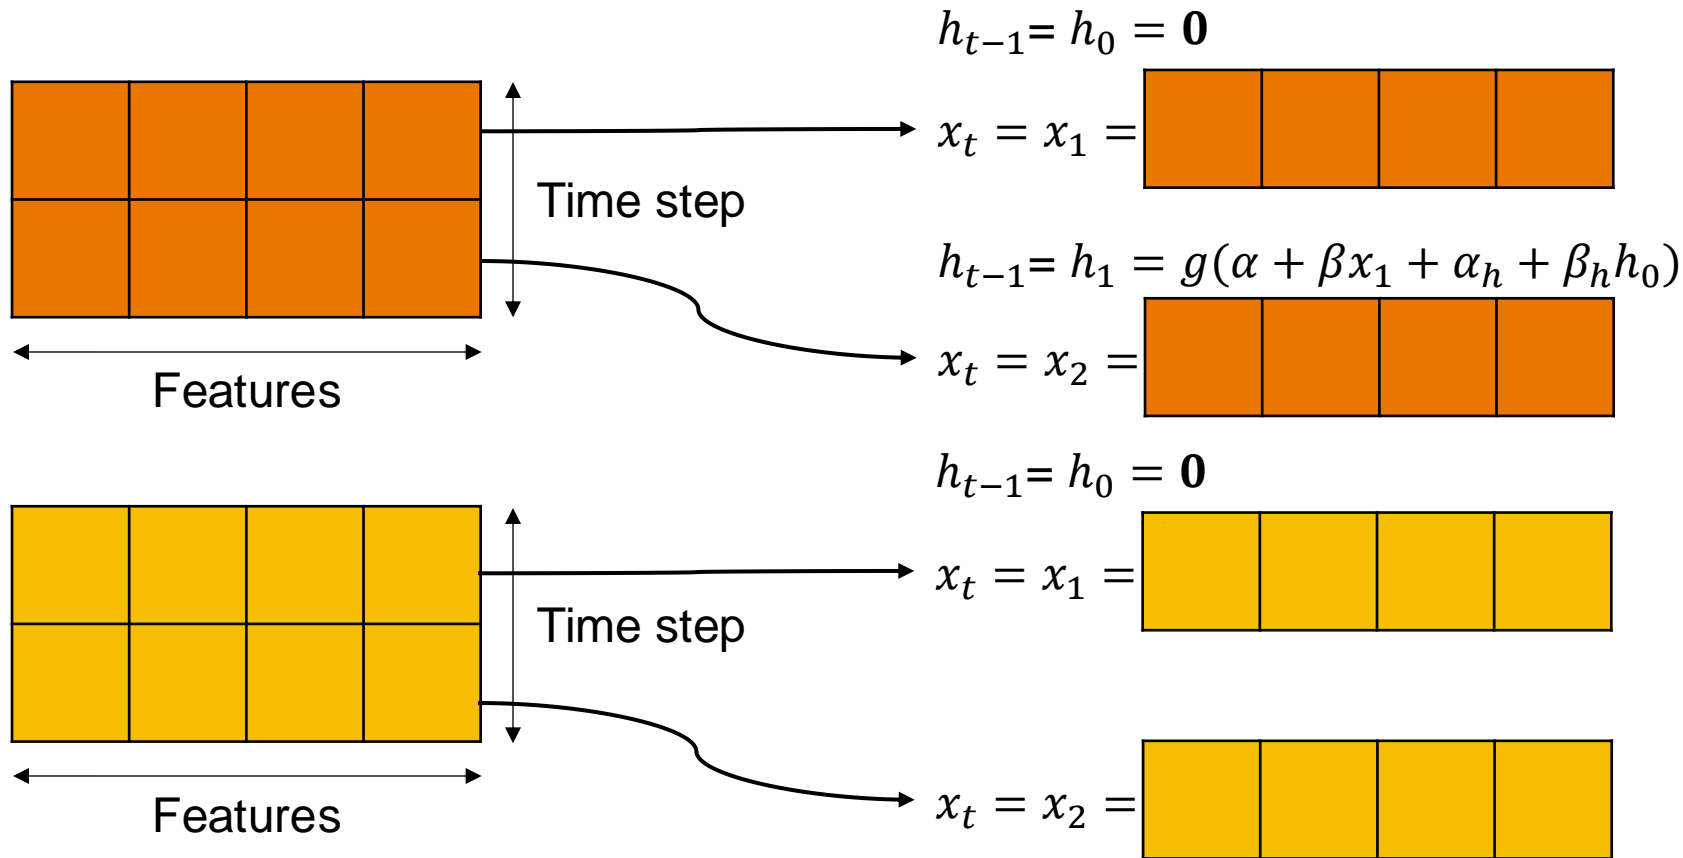 h_{t−1}= h_0 = 𝟎
x_t = x_1 =
Time step
h_{t−1}= h_1 = g(α + βx_1 + α_h + β_h h_0)
x_t = x_2 =
Features
h_{t−1}= h_0 = 𝟎
x_t = x_1 =
Time step
x_t = x_2 =
Features